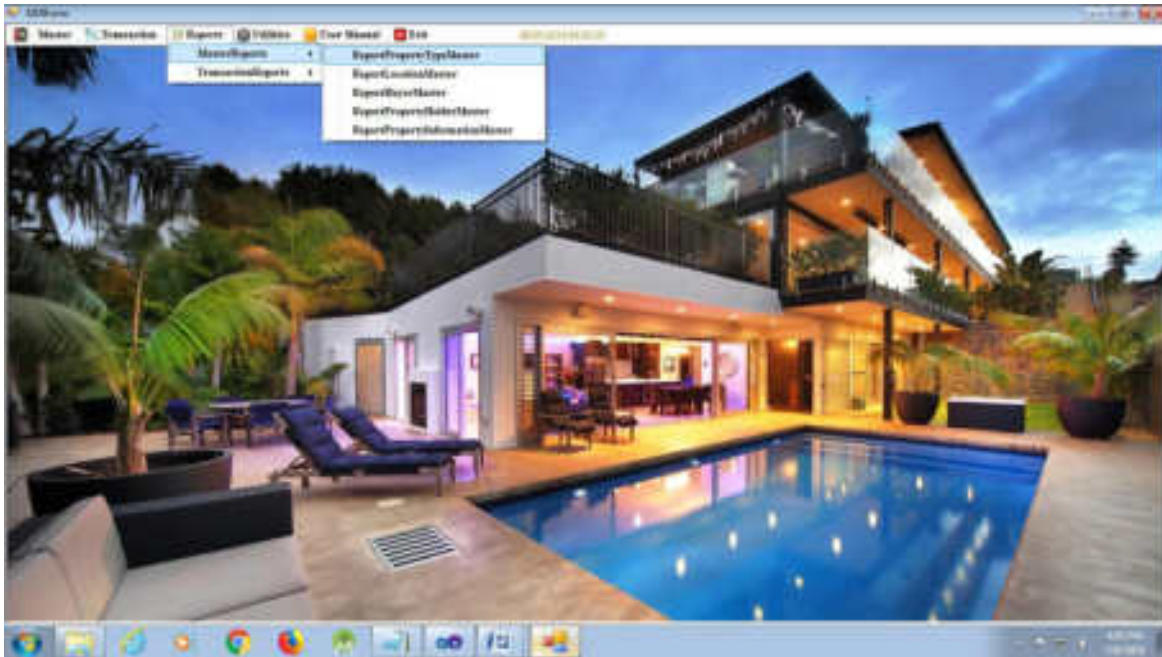 Master Transaction Reports Utilities User Manual Exit
MasterReports
TransactionReports
ReportPropertyTypeMaster
ReportLocationMaster
ReportBuyerMaster
ReportPropertyHolderMaster
ReportPropertyInformationMaster